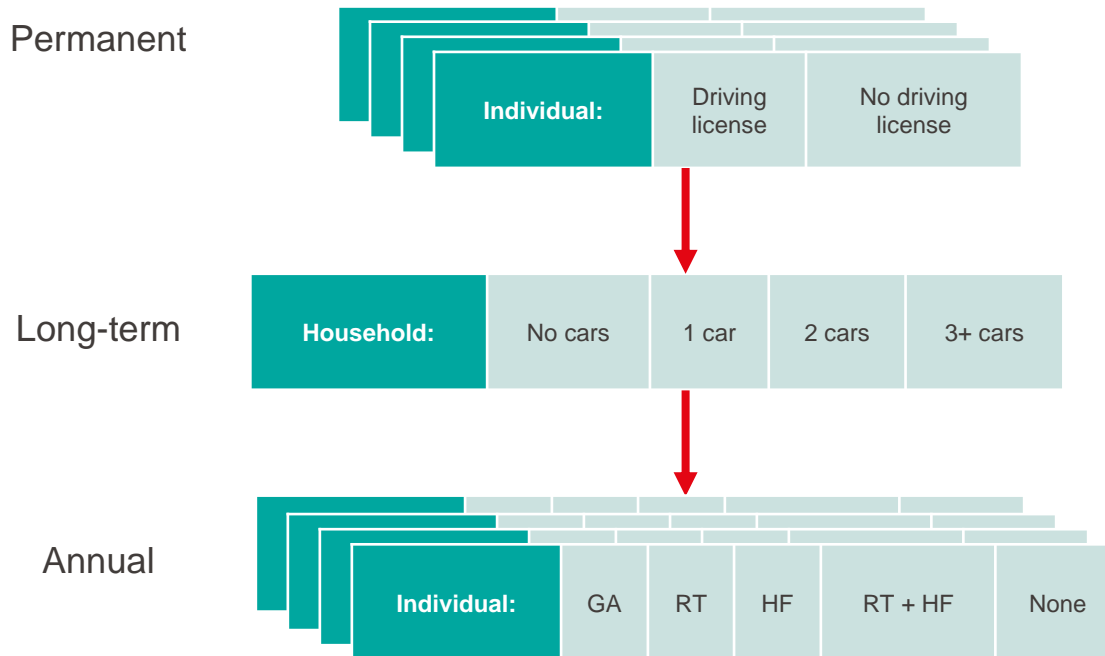 Permanent
Individual:
Driving
license
No driving
license
Long-term
Household:
No cars
1 car
2 cars
3+ cars
Annual
Individual:
GA
RT
HF
RT + HF
None